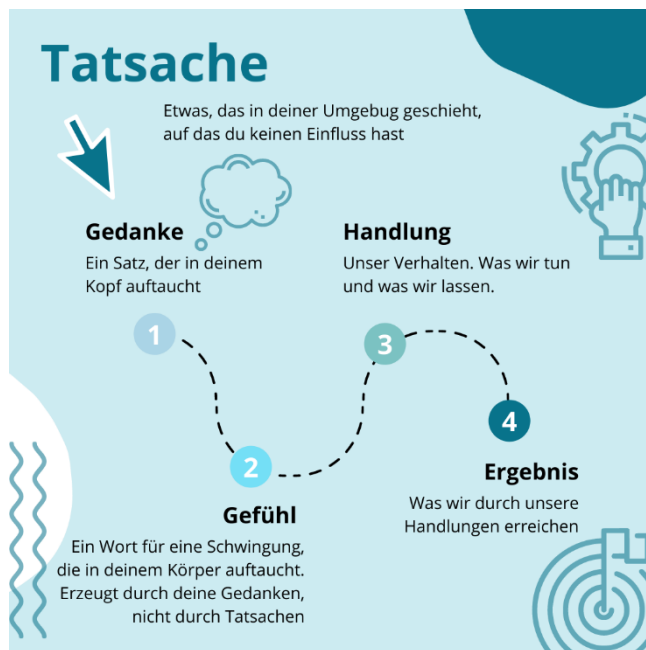 Tatsache
Etwas, das in deiner Umgebug geschieht,
auf das du keinen Einfluss hast
Gedanke
Ein Satz, der in deinem
Kopf auftaucht
1
2
Gefühl
Ein Wort für eine Schwingung,
die in deinem Körper auftaucht.
Erzeugt durch deine Gedanken,
nicht durch Tatsachen
Handlung
Unser Verhalten. Was wir tun
und was wir lassen.
3
4
Ergebnis
Was wir durch unsere
Handlungen erreichen